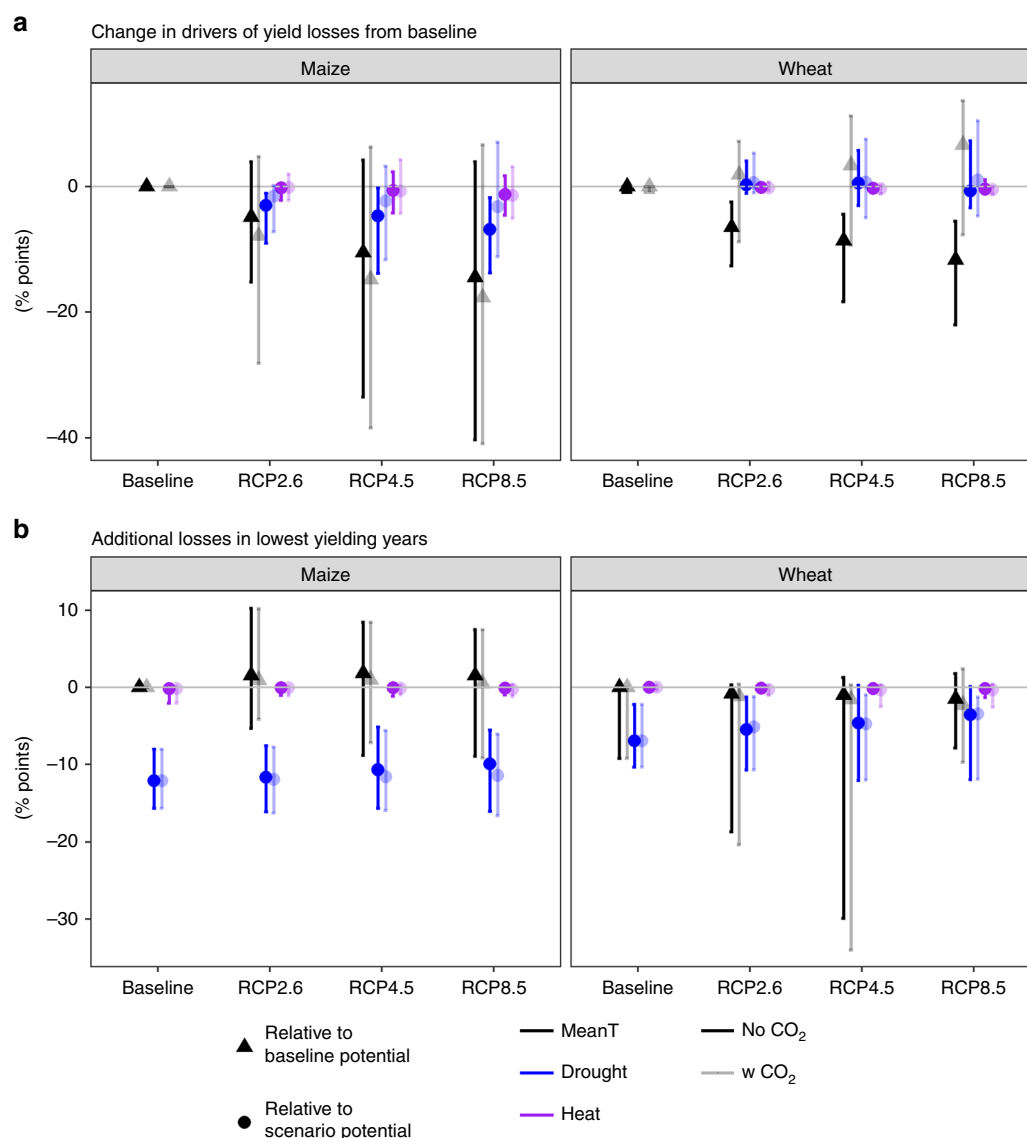 a
Change in drivers of yield losses from baseline
Maize
Wheat
(% points)
0
−20
−40
Baseline
RCP2.6
RCP4.5
RCP8.5
Baseline
RCP2.6
RCP4.5
RCP8.5
b
Additional losses in lowest yielding years
Maize
Wheat
(% points)
10
0
−10
−20
−30
Baseline
RCP2.6
RCP4.5
RCP8.5
Baseline
RCP2.6
RCP4.5
RCP8.5
Relative to
baseline potential
Relative to
scenario potential
MeanT
Drought
Heat
No CO₂
w CO₂